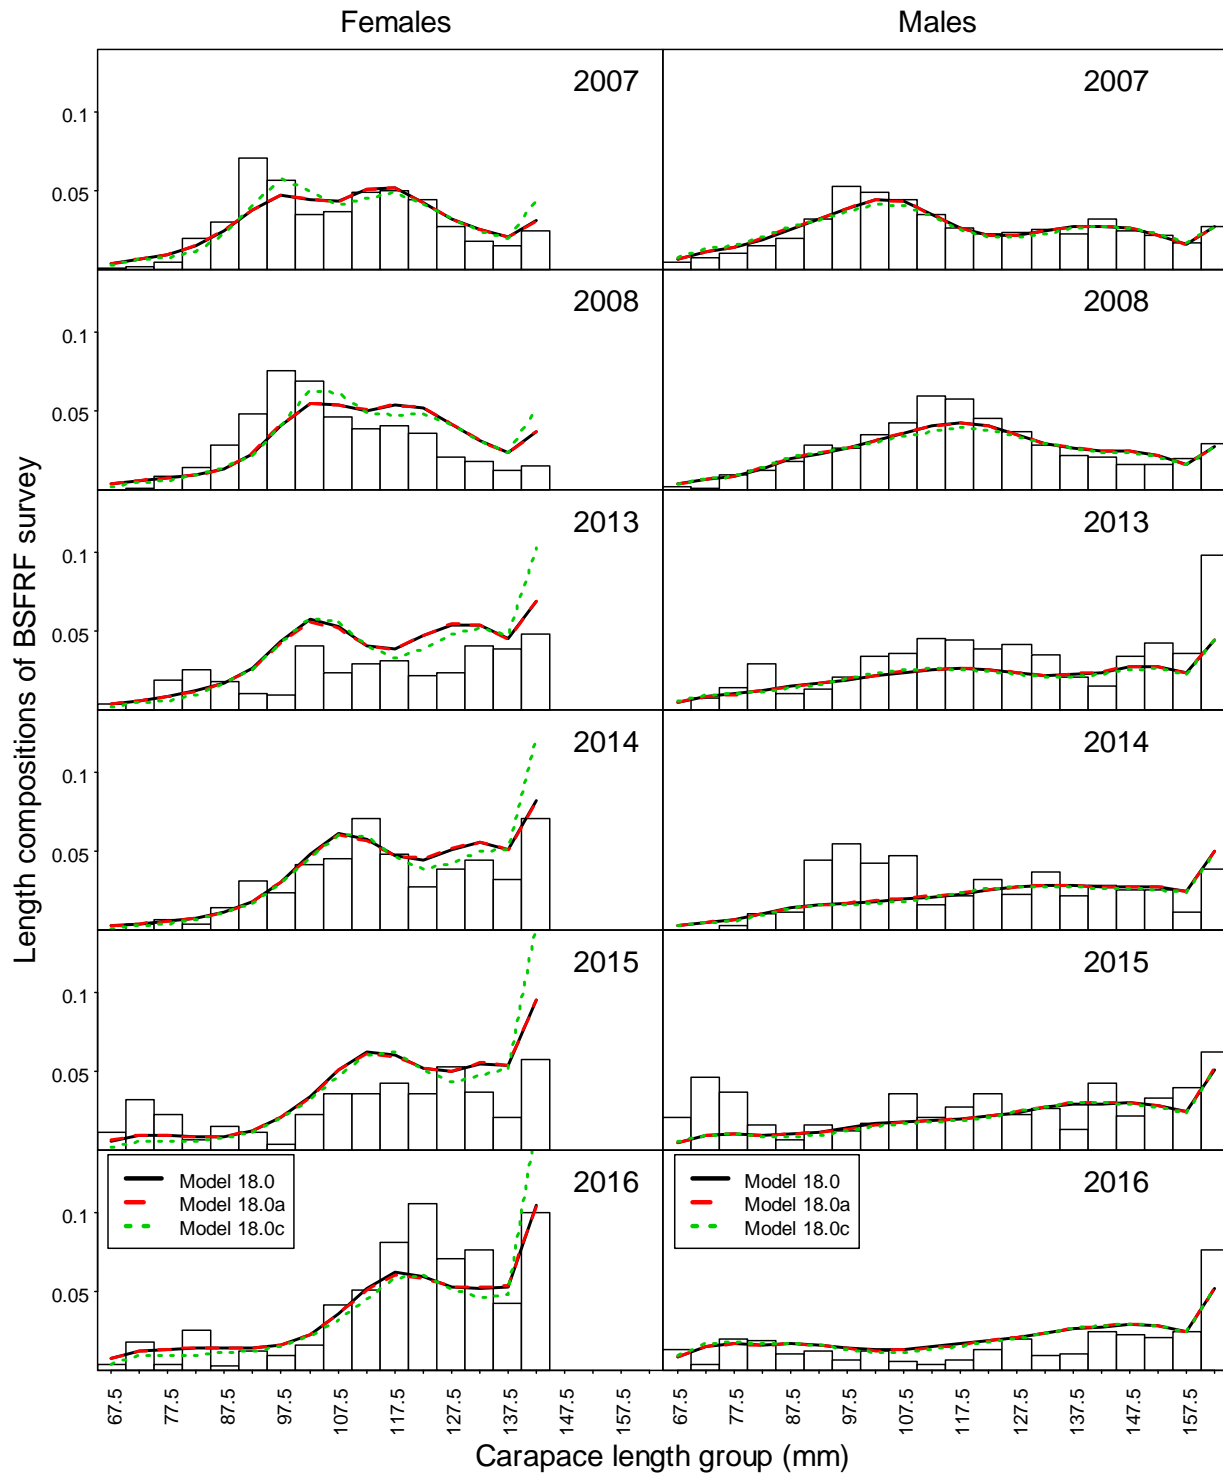 Females Males
2007 2007
0.1
0.05
2008 2008
0.1
0.05
2013 2013
0.1
0.05
2014 2014
0.1
0.05
2015 2015
0.1
0.05
2016 2016
Model 18.0 Model 18.0
Model 18.0a Model 18.0a
Model 18.0c Model 18.0c
0.1
0.05
Length compositions of BSFRF survey
67.5 77.5 87.5 97.5 107.5 117.5 127.5 137.5 147.5 157.5 67.5 77.5 87.5 97.5 107.5 117.5 127.5 137.5 147.5 157.5
Carapace length group (mm)